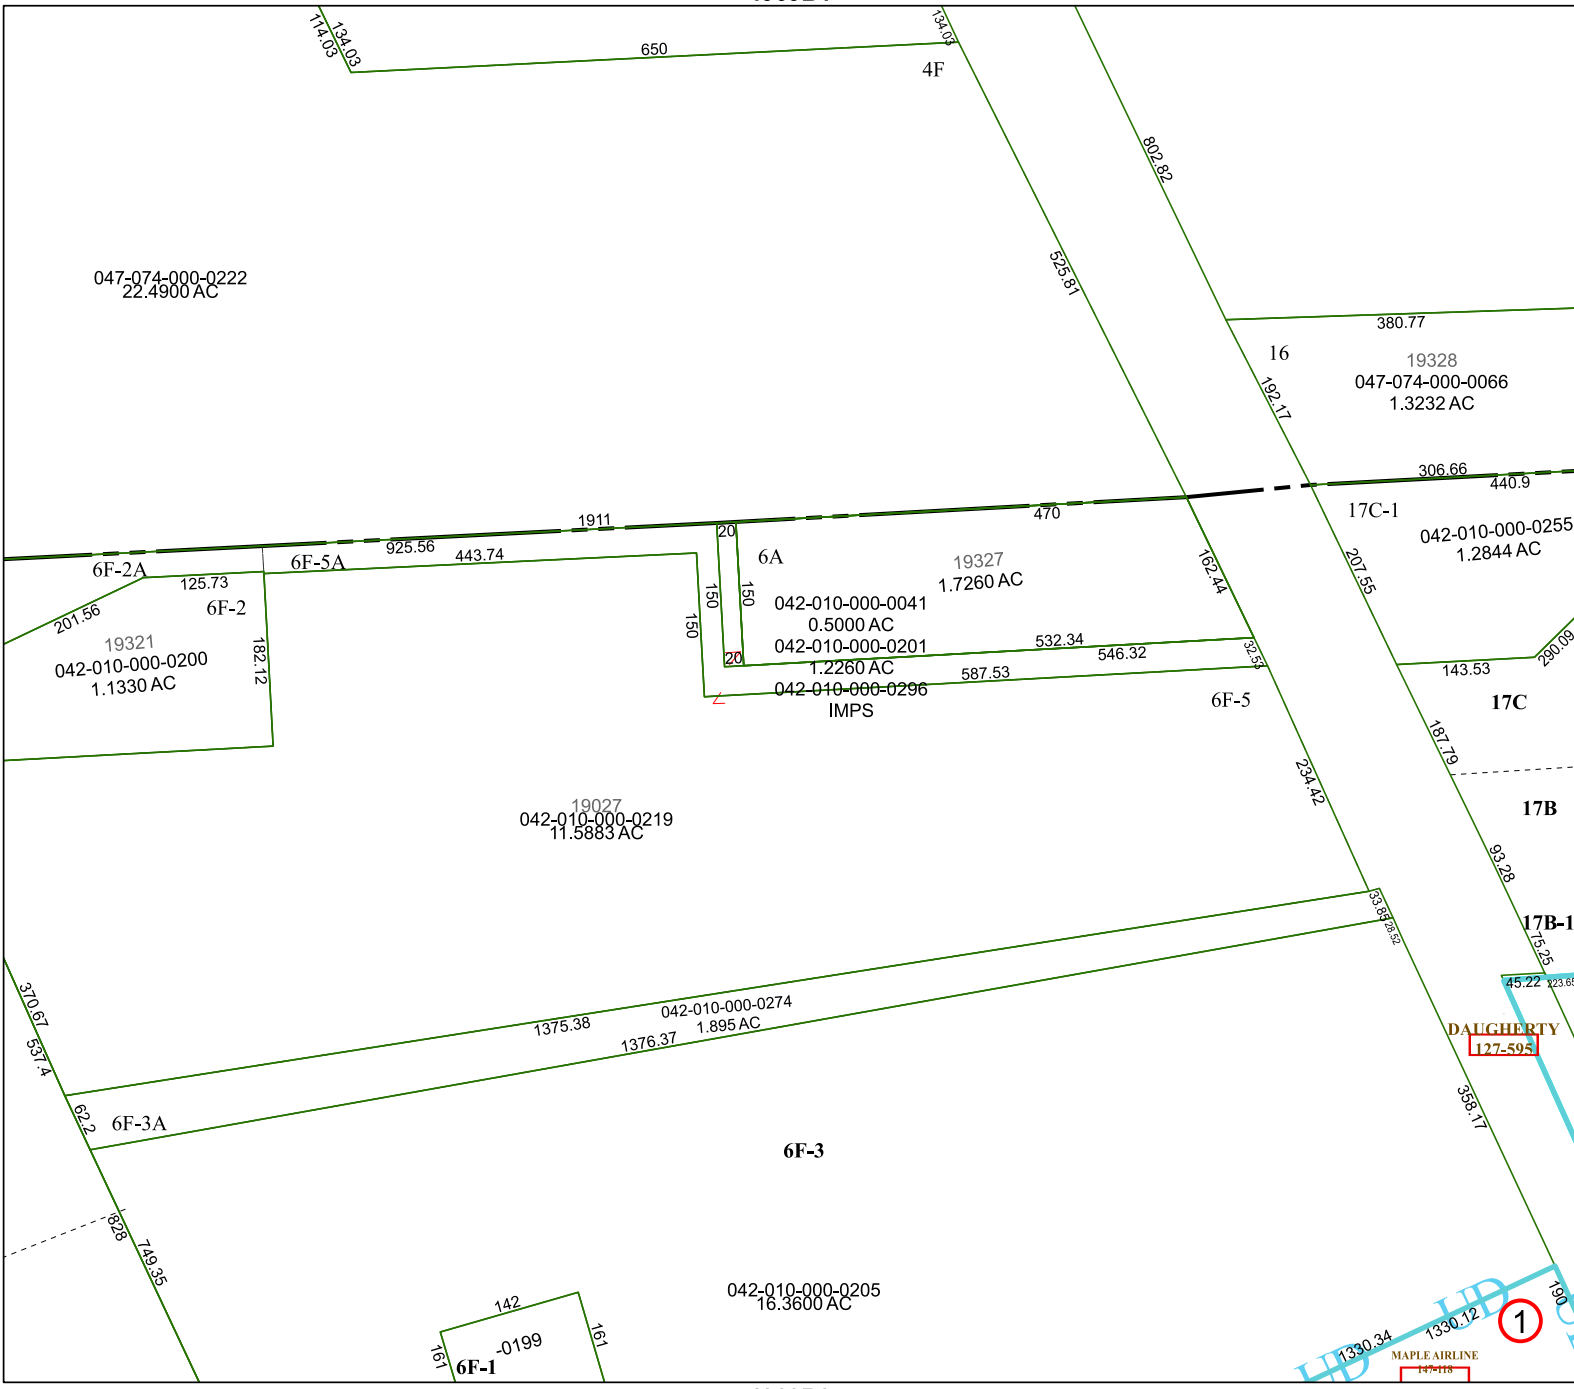 134.03
114.03
134.03
650
4F
802.82
525.81
047-074-000-0222
22.4900 AC
380.77
16
19328
047-074-000-0066
1.3232 AC
192.17
306.66
440.9
17C-1
042-010-000-0255
1.2844 AC
207.55
1911
470
20
925.56
443.74
6F-2A
6F-5A
125.73
6F-2
201.56
19321
042-010-000-0200
1.1330 AC
182.12
150
150
150
6A
19327
1.7260 AC
162.44
042-010-000-0041
0.5000 AC
042-010-000-0201
1.2260 AC
042-010-000-0296
IMPS
20
532.34
546.32
587.53
32.53
6F-5
143.53
290.09
17C
187.79
234.42
17B
93.28
19027
042-010-000-0219
11.5883 AC
33.85
28.52
17B-1
75.25
45.22
223.65
370.67
537.4
042-010-000-0274
1.895 AC
1375.38
1376.37
DAUGHERTY
127-595
62.2
6F-3A
6F-3
358.17
828
749.35
042-010-000-0205
16.3600 AC
142
161
161
-0199
6F-1
190
UD
UD
1330.12
1330.34
1
MAPLE AIRLINE
147-118